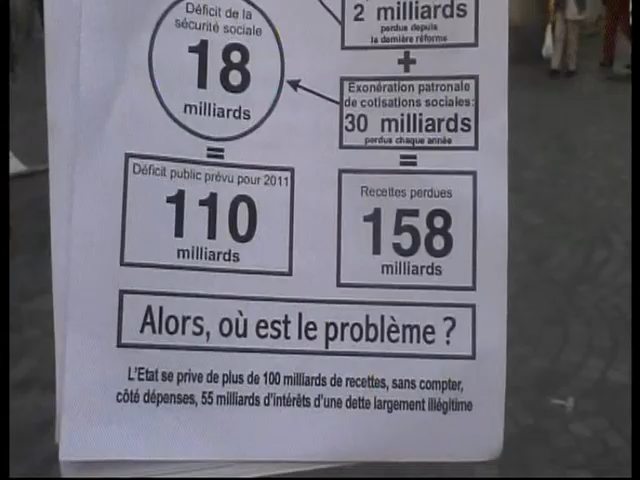 Déficit de la
sécurité sociale
18
milliards
=
Déficit public prévu pour 2011
110
milliards
2 milliards
perdus depuis
la dernière réforme
+
Exonération patronale
de cotisations sociales:
30 milliards
perdus chaque année
=
Recettes perdues
158
milliards
Alors, où est le problème ?
L'Etat se prive de plus de 100 milliards de recettes, sans compter,
côté dépenses, 55 milliards d'intérêts d'une dette largement illégitime